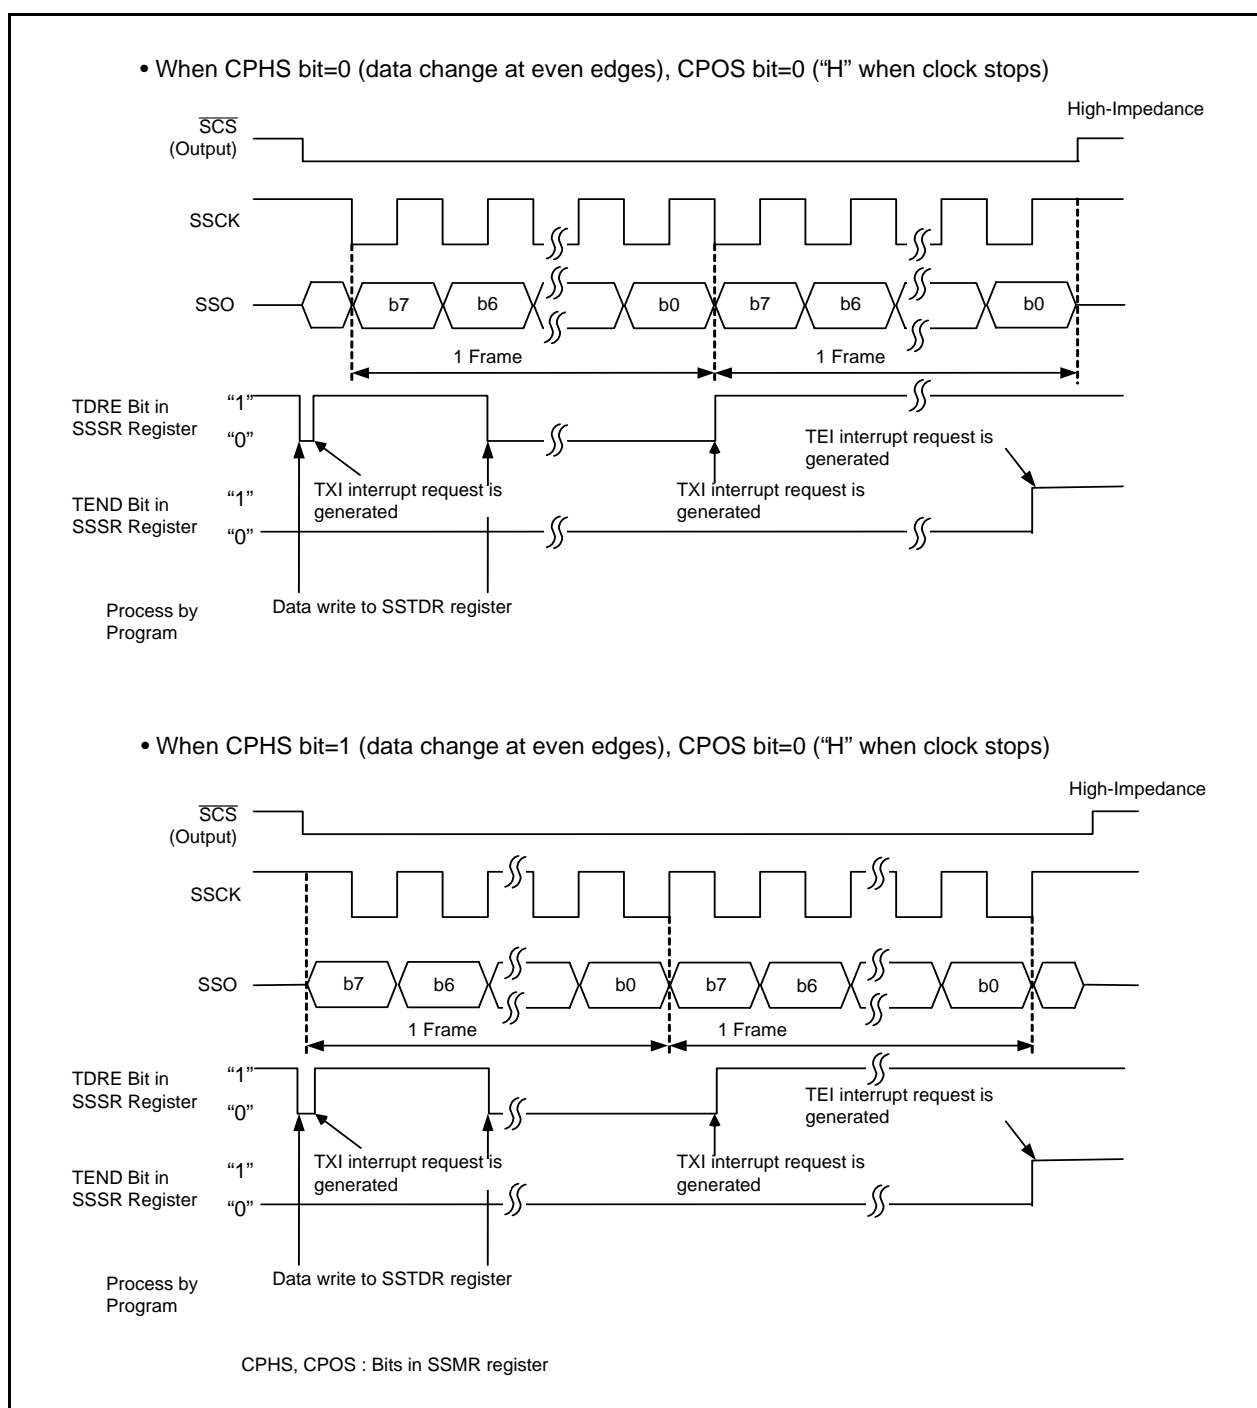 • When CPHS bit=0 (data change at even edges), CPOS bit=0 (“H” when clock stops)
High-Impedance
SCS
(Output)
SSCK
SSO
b7
b6
b0
b7
b6
b0
1 Frame
1 Frame
TDRE Bit in
SSSR Register
“1”
“0”
TEI interrupt request is
generated
TXI interrupt request is
generated
TXI interrupt request is
generated
TEND Bit in
SSSR Register
“1”
“0”
Process by
Program
Data write to SSTDR register
• When CPHS bit=1 (data change at even edges), CPOS bit=0 (“H” when clock stops)
High-Impedance
SCS
(Output)
SSCK
SSO
b7
b6
b0
b7
b6
b0
1 Frame
1 Frame
TDRE Bit in
SSSR Register
“1”
“0”
TEI interrupt request is
generated
TXI interrupt request is
generated
TXI interrupt request is
generated
TEND Bit in
SSSR Register
“1”
“0”
Process by
Program
Data write to SSTDR register
CPHS, CPOS : Bits in SSMR register